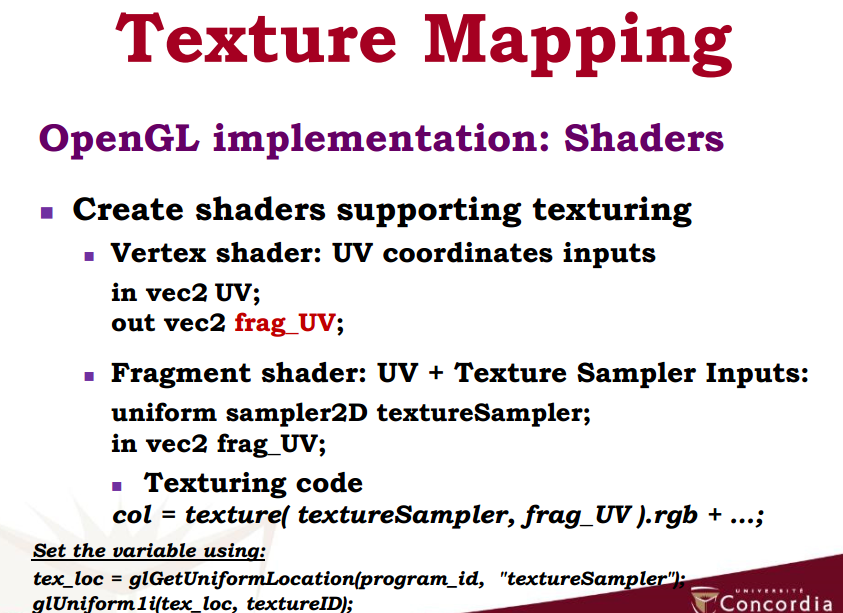 Texture Mapping
OpenGL implementation: Shaders
Create shaders supporting texturing
Vertex shader: UV coordinates inputs
in vec2 UV;
out vec2 frag_UV;
Fragment shader: UV + Texture Sampler Inputs:
uniform sampler2D textureSampler;
in vec2 frag_UV;
Texturing code
col = texture( textureSampler, frag_UV ).rgb + ...;
Set the variable using:
tex_loc = glGetUniformLocation(program_id, "textureSampler");
glUniform1i(tex_loc, textureID);
UNIVERSITÉ
Concordia